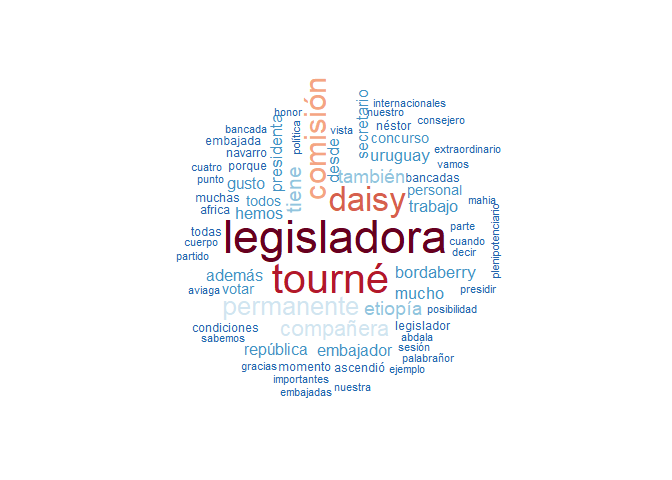 internacionales
honor
nuestro
comisión
secretario
consejero
bancada
política
vista
néstor
embajada
presidenta
desde
concurso
navarro
uruguay
extraordinario
cuatro
porque
vamos
punto
gusto
tiene
también
bancadas
muchas
todos
daisy
personal
mahia
africa
hemos
trabajo
plenipotenciario
todas
legisladora
parte
cuerpo
cuando
partido
decir
además
tourné
bordaberry
aviaga
votar
mucho
presidir
permanente
etiopía
posibilidad
condiciones
compañera
legislador
sabemos
abdala
república
embajador
sesión
palabrañor
gracias
momento
ascendió
ejemplo
importantes
embajadas
nuestra